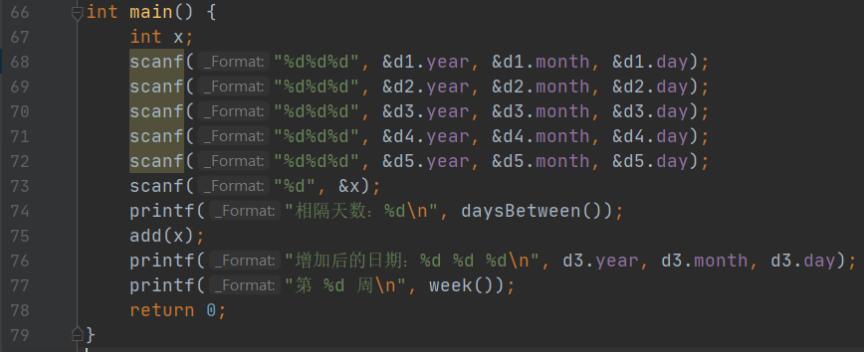 66 int main() {
67 int x;
68 scanf( _Format: "%d%d%d", &d1.year, &d1.month, &d1.day);
69 scanf( _Format: "%d%d%d", &d2.year, &d2.month, &d2.day);
70 scanf( _Format: "%d%d%d", &d3.year, &d3.month, &d3.day);
71 scanf( _Format: "%d%d%d", &d4.year, &d4.month, &d4.day);
72 scanf( _Format: "%d%d%d", &d5.year, &d5.month, &d5.day);
73 scanf( _Format: "%d", &x);
74 printf( _Format: "相隔天数：%d\n", daysBetween());
75 add(x);
76 printf( _Format: "增加后的日期：%d %d %d\n", d3.year, d3.month, d3.day);
77 printf( _Format: "第 %d 周\n", week());
78 return 0;
79 }